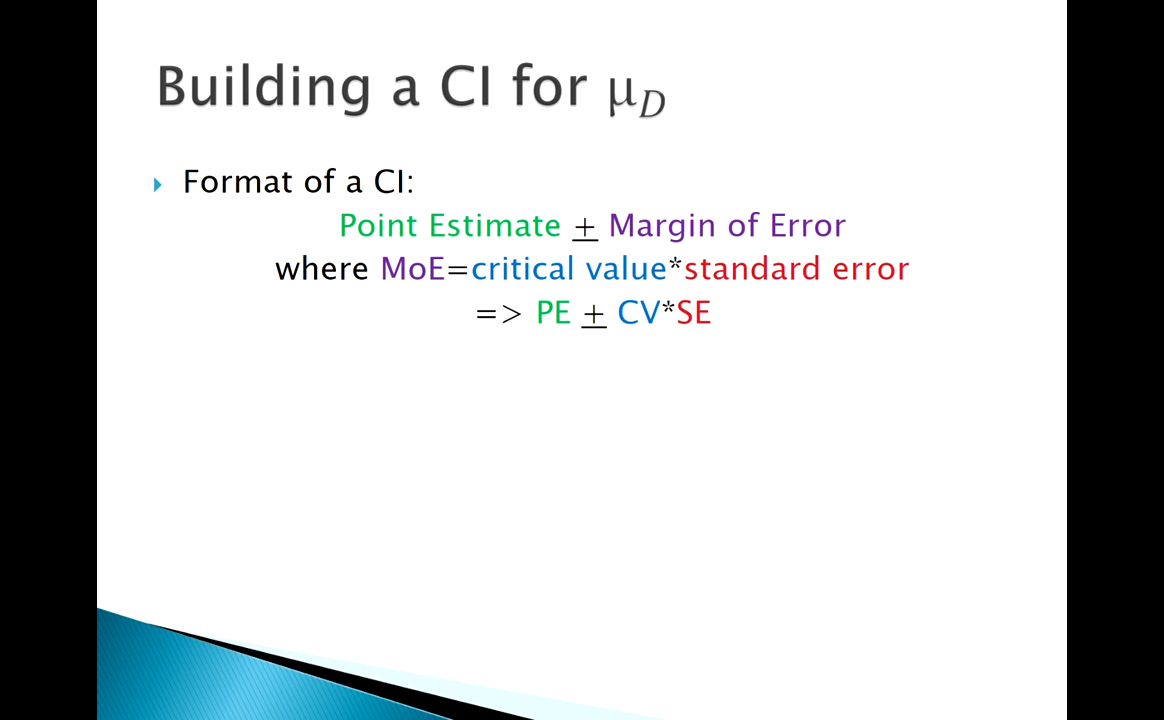 Building a CI for μD
Format of a CI:
Point Estimate ± Margin of Error
where MoE=critical value*standard error
=> PE ± CV*SE